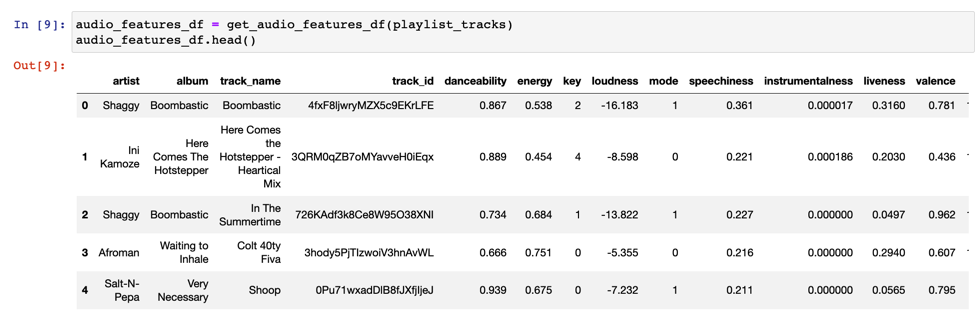 In [9]: audio_features_df = get_audio_features_df(playlist_tracks)
audio_features_df.head()
Out[9]:
artist album track_name track_id danceability energy key loudness mode speechiness instrumentalness liveness valence
0 Shaggy Boombastic Boombastic 4fxF8ljwryMZX5c9EKrLFE 0.867 0.538 2 -16.183 1 0.361 0.000017 0.3160 0.781
Here Comes
Here the
1 Ini Comes The Hotstepper - 3QRM0qZB7oMYavveH0iEqx 0.889 0.454 4 -8.598 0 0.221 0.000186 0.2030 0.436
Kamoze Hotstepper Heartical
Mix
2 Shaggy Boombastic In The 726KAdf3k8Ce8W95O38XNI 0.734 0.684 1 -13.822 1 0.227 0.000000 0.0497 0.962
Summertime
3 Afroman Waiting to Colt 40ty 3hody5PjTlzwoiV3hnAvWL 0.666 0.751 0 -5.355 0 0.216 0.000000 0.2940 0.607
Inhale Fiva
4 Salt-N- Very Shoop 0Pu71wxadDlB8fJXfjIjeJ 0.939 0.675 0 -7.232 1 0.211 0.000000 0.0565 0.795
Pepa Necessary